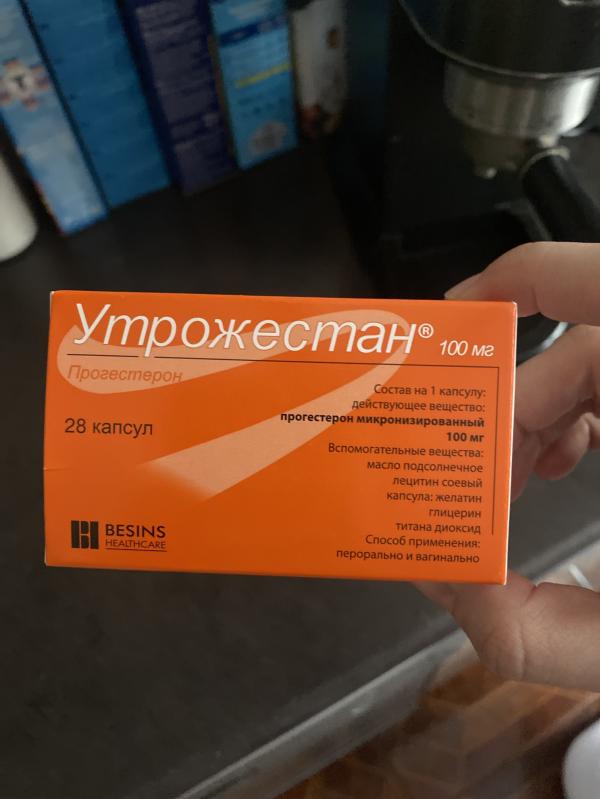 Утрожестан® 100 мг
Прогестерон
28 капсул
Состав на 1 капсулу:
действующее вещество:
прогестерон микронизированный
100 мг
Вспомогательные вещества:
масло подсолнечное
лецитин соевый
капсула: желатин
глицерин
титана диоксид
Способ применения:
перорально и вагинально
BESINS
HEALTHCARE